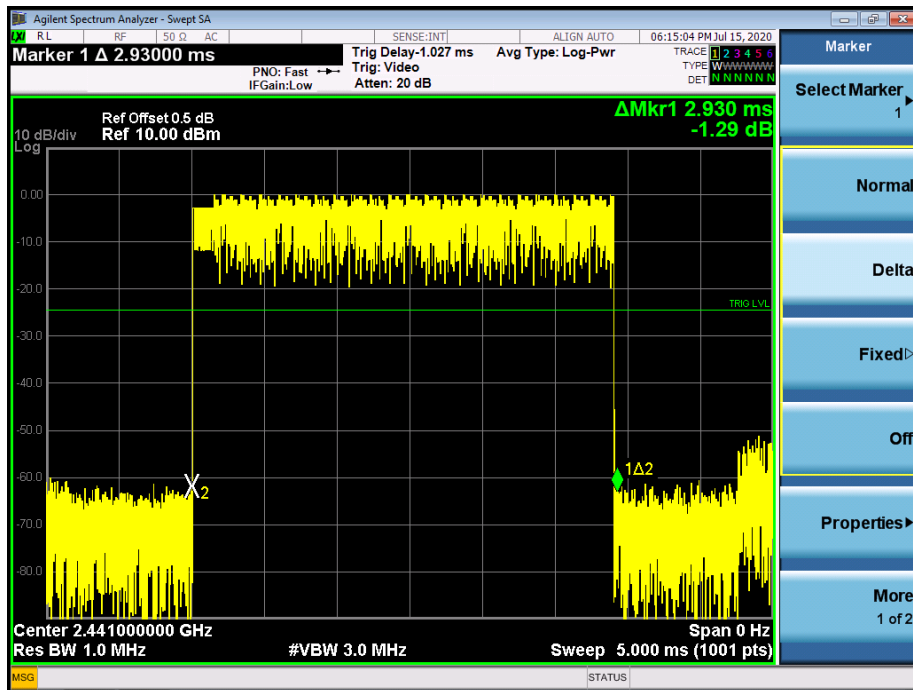 Agilent Spectrum Analyzer - Swept SA
LXI RL RF 50 Ω AC SENSE:INT ALIGN AUTO 06:15:04 PM Jul 15, 2020
Marker 1 Δ 2.93000 ms
PNO: Fast
IFGain:Low
Trig Delay-1.027 ms
Trig: Video
Atten: 20 dB
Avg Type: Log-Pwr
TRACE 1 2 3 4 5 6
TYPE WWWWWW
DET N N N N N N
ΔMkr1 2.930 ms
-1.29 dB
Ref Offset 0.5 dB
10 dB/div Ref 10.00 dBm
Log
0.00
-10.0
-20.0
TRIG LVL
-30.0
-40.0
-50.0
-60.0
1Δ2
X2
-70.0
-80.0
Center 2.441000000 GHz Span 0 Hz
Res BW 1.0 MHz #VBW 3.0 MHz Sweep 5.000 ms (1001 pts)
MSG STATUS
Marker
Select Marker
1
Normal
Delta
Fixed
Off
Properties
More
1 of 2